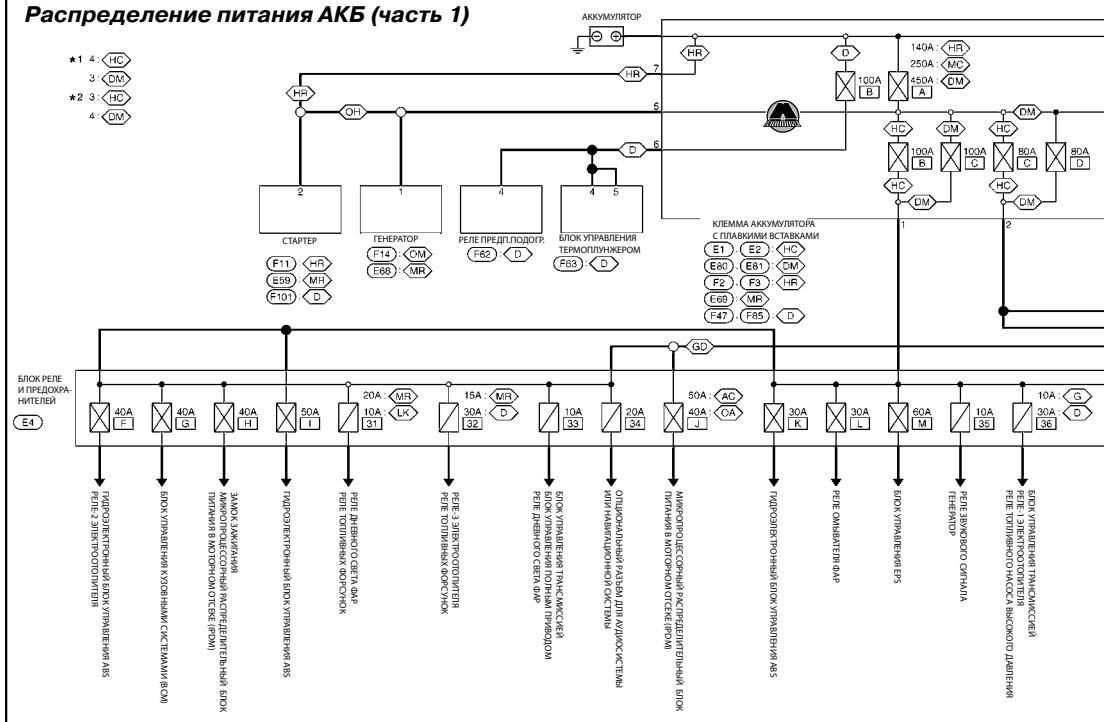 Распределение питания АКБ (часть 1)
*1 4: HC
3: DM
*2 3: HC
4: DM
АККУМУЛЯТОР
HR
HR
7
HR
OH
5
D
6
D
100A
B
140A: HR
250A: MC
450A: DM
A
HC
DM
HC
DM
100A
B
100A
C
80A
C
80A
D
HC
DM
HC
DM
1
2
2
СТАРТЕР
F11: HR
E59: MR
F101: D
1
ГЕНЕРАТОР
F14: OM
E68: MR
4
РЕЛЕ ПРЕДП.ПОДОГР.
F62: D
4 5
БЛОК УПРАВЛЕНИЯ
ТЕРМОПЛУНЖЕРОМ
F63: D
КЛЕММА АККУМУЛЯТОРА
С ПЛАВКИМИ ВСТАВКАМИ
E1, E2: HC
E80, E81: DM
F2, F3: HR
E69: MR
F47, F85: D
GD
БЛОК РЕЛЕ
И ПРЕДОХРА-
НИТЕЛЕЙ
E4
40A
F
40A
G
40A
H
50A
I
20A: MR
10A: LK
31
15A: MR
30A: D
32
10A
33
20A
34
50A: AC
40A: OA
J
30A
K
30A
L
60A
M
10A
35
10A: G
30A: D
36
ГИДРОЭЛЕКТРОННЫЙ БЛОК УПРАВЛЕНИЯ ABS
РЕЛЕ-2 ЭЛЕКТРООТОПИТЕЛЯ
БЛОК УПРАВЛЕНИЯ КУЗОВНЫМИ СИСТЕМАМИ (BCM)
ЗАМОК ЗАЖИГАНИЯ
МИКРОПРОЦЕССОРНЫЙ РАСПРЕДЕЛИТЕЛЬНЫЙ БЛОК
ПИТАНИЯ В МОТОРНОМ ОТСЕКЕ (IPDM)
ГИДРОЭЛЕКТРОННЫЙ БЛОК УПРАВЛЕНИЯ ABS
РЕЛЕ ДНЕВНОГО СВЕТА ФАР
РЕЛЕ ТОПЛИВНЫХ ФОРСУНОК
РЕЛЕ-3 ЭЛЕКТРООТОПИТЕЛЯ
РЕЛЕ ТОПЛИВНЫХ ФОРСУНОК
БЛОК УПРАВЛЕНИЯ ТРАНСМИССИЕЙ
БЛОК УПРАВЛЕНИЯ ПОЛНЫМ ПРИВОДОМ
РЕЛЕ ДНЕВНОГО СВЕТА ФАР
ОПЦИОНАЛЬНЫЙ РАЗЪЕМ ДЛЯ АУДИОСИСТЕМЫ
ИЛИ НАВИГАЦИОННОЙ СИСТЕМЫ
МИКРОПРОЦЕССОРНЫЙ РАСПРЕДЕЛИТЕЛЬНЫЙ БЛОК
ПИТАНИЯ В МОТОРНОМ ОТСЕКЕ (IPDM)
ГИДРОЭЛЕКТРОННЫЙ БЛОК УПРАВЛЕНИЯ ABS
РЕЛЕ ОМЫВАТЕЛЯ ФАР
БЛОК УПРАВЛЕНИЯ EPS
РЕЛЕ ЗВУКОВОГО СИГНАЛА
ГЕНЕРАТОР
БЛОК УПРАВЛЕНИЯ ТРАНСМИССИЕЙ
РЕЛЕ-1 ЭЛЕКТРООТОПИТЕЛЯ
РЕЛЕ ТОПЛИВНОГО НАСОСА ВЫСОКОГО ДАВЛЕНИЯ